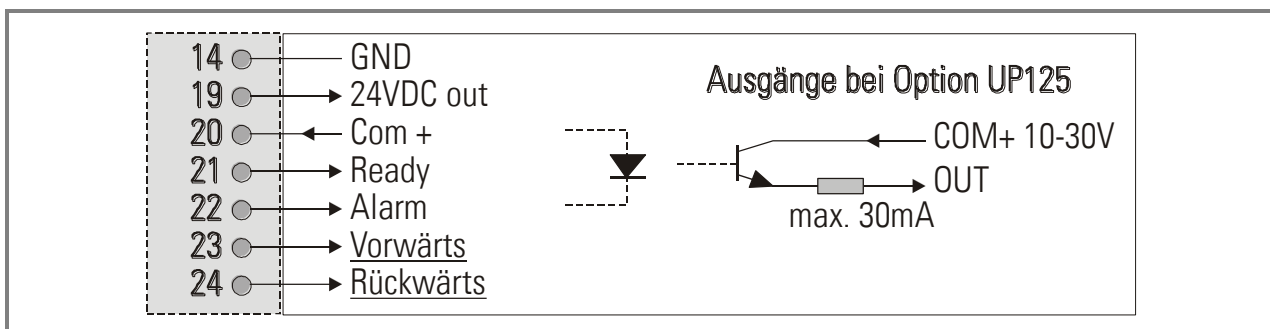 14 GND
19 24VDC out
20 Com +
21 Ready
22 Alarm
23 Vorwärts
24 Rückwärts
Ausgänge bei Option UP125
COM+ 10-30V
OUT
max. 30mA